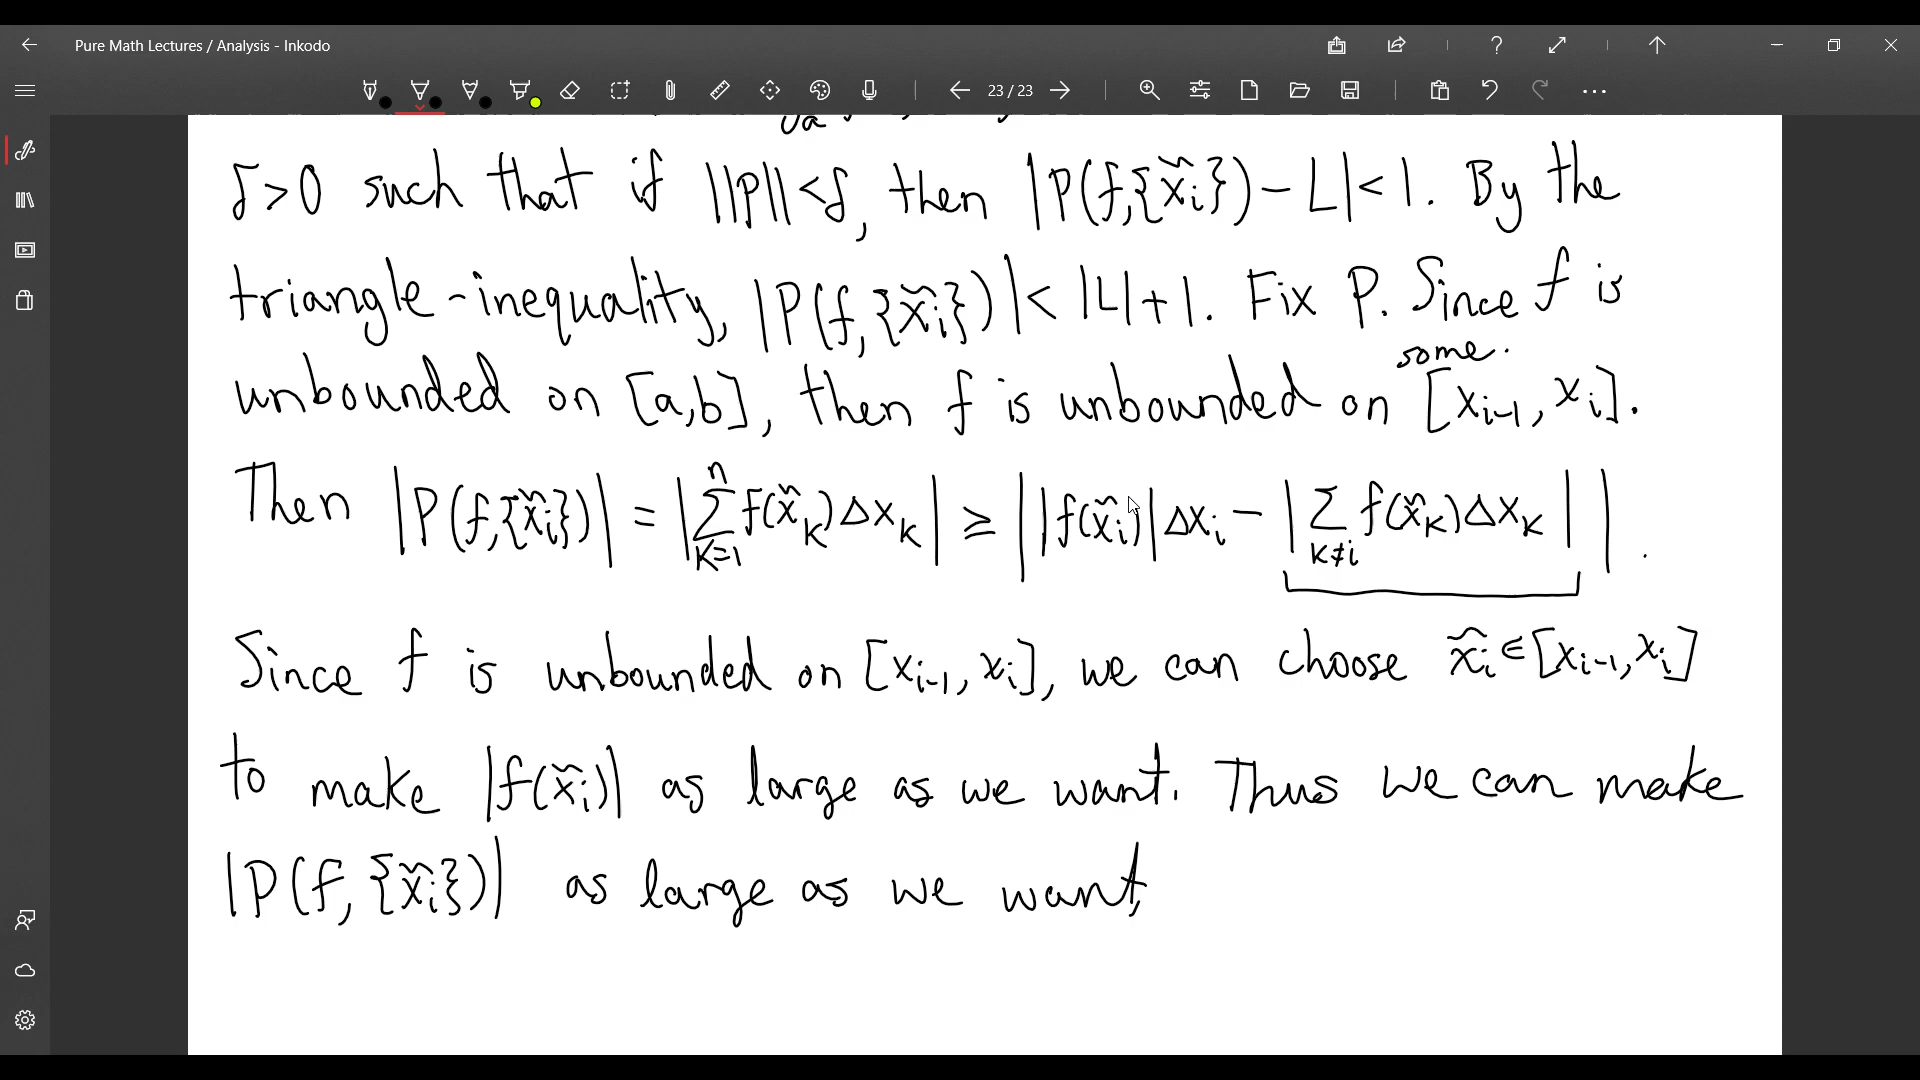 Pure Math Lectures / Analysis - Inkodo
23 / 23
δ > 0 such that if ||P|| < δ, then |P(f,{x̃ᵢ}) − L| < 1. By the
triangle-inequality, |P(f,{x̃ᵢ})| < |L| + 1. Fix P. Since f is
some
unbounded on [a,b], then f is unbounded on [xᵢ₋₁, xᵢ].
Then |P(f,{x̃ᵢ})| = |∑ₖ₌₁ⁿ f(x̃ₖ)Δxₖ| ≥ ||f(x̃ᵢ)|Δxᵢ − |∑ₖ≠ᵢ f(x̃ₖ)Δxₖ||.
Since f is unbounded on [xᵢ₋₁, xᵢ], we can choose x̃ᵢ ∈ [xᵢ₋₁, xᵢ]
to make |f(x̃ᵢ)| as large as we want. Thus we can make
|P(f,{x̃ᵢ})| as large as we want,